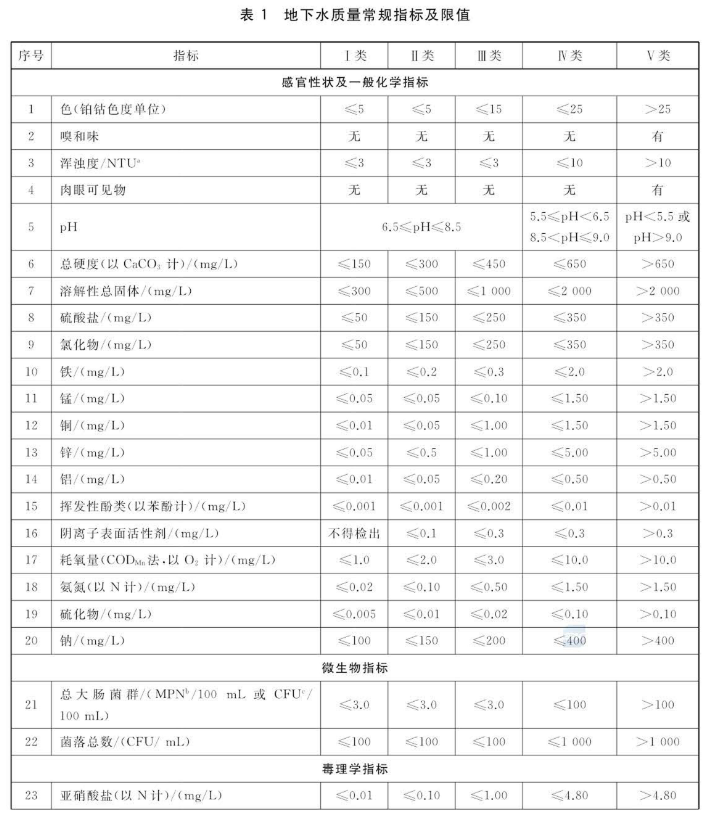 表 1 地下水质量常规指标及限值
序号 指标 Ⅰ类 Ⅱ类 Ⅲ类 Ⅳ类 Ⅴ类
感官性状及一般化学指标
1 色(铂钴色度单位) ≤5 ≤5 ≤15 ≤25 >25
2 嗅和味 无 无 无 无 有
3 浑浊度/NTUᵃ ≤3 ≤3 ≤3 ≤10 >10
4 肉眼可见物 无 无 无 无 有
5 pH 6.5≤pH≤8.5 5.5≤pH<6.5 pH<5.5 或
8.5<pH≤9.0 pH>9.0
6 总硬度(以 CaCO₃ 计)/(mg/L) ≤150 ≤300 ≤450 ≤650 >650
7 溶解性总固体/(mg/L) ≤300 ≤500 ≤1 000 ≤2 000 >2 000
8 硫酸盐/(mg/L) ≤50 ≤150 ≤250 ≤350 >350
9 氯化物/(mg/L) ≤50 ≤150 ≤250 ≤350 >350
10 铁/(mg/L) ≤0.1 ≤0.2 ≤0.3 ≤2.0 >2.0
11 锰/(mg/L) ≤0.05 ≤0.05 ≤0.10 ≤1.50 >1.50
12 铜/(mg/L) ≤0.01 ≤0.05 ≤1.00 ≤1.50 >1.50
13 锌/(mg/L) ≤0.05 ≤0.5 ≤1.00 ≤5.00 >5.00
14 铝/(mg/L) ≤0.01 ≤0.05 ≤0.20 ≤0.50 >0.50
15 挥发性酚类(以苯酚计)/(mg/L) ≤0.001 ≤0.001 ≤0.002 ≤0.01 >0.01
16 阴离子表面活性剂/(mg/L) 不得检出 ≤0.1 ≤0.3 ≤0.3 >0.3
17 耗氧量(CODMn法,以 O₂ 计)/(mg/L) ≤1.0 ≤2.0 ≤3.0 ≤10.0 >10.0
18 氨氮(以 N 计)/(mg/L) ≤0.02 ≤0.10 ≤0.50 ≤1.50 >1.50
19 硫化物/(mg/L) ≤0.005 ≤0.01 ≤0.02 ≤0.10 >0.10
20 钠/(mg/L) ≤100 ≤150 ≤200 ≤400 >400
微生物指标
21 总大肠菌群/(MPNᵇ/100 mL 或 CFUᶜ/ ≤3.0 ≤3.0 ≤3.0 ≤100 >100
100 mL)
22 菌落总数/(CFU/ mL) ≤100 ≤100 ≤100 ≤1 000 >1 000
毒理学指标
23 亚硝酸盐(以 N 计)/(mg/L) ≤0.01 ≤0.10 ≤1.00 ≤4.80 >4.80